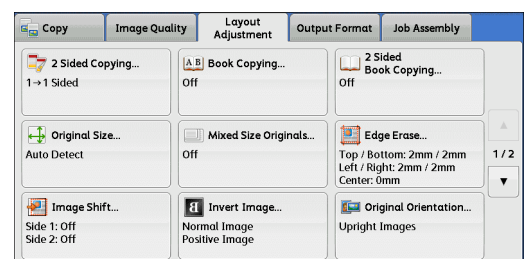 Copy
Image Quality
Layout
Adjustment
Output Format
Job Assembly
2 Sided Copying...
1→1 Sided
A B Book Copying...
Off
2 Sided
Book Copying...
Off
Original Size...
Auto Detect
Mixed Size Originals...
Off
Edge Erase...
Top / Bottom: 2mm / 2mm
Left / Right: 2mm / 2mm
Center: 0mm
1 / 2
Image Shift...
Side 1: Off
Side 2: Off
B Invert Image...
Normal Image
Positive Image
Original Orientation...
Upright Images